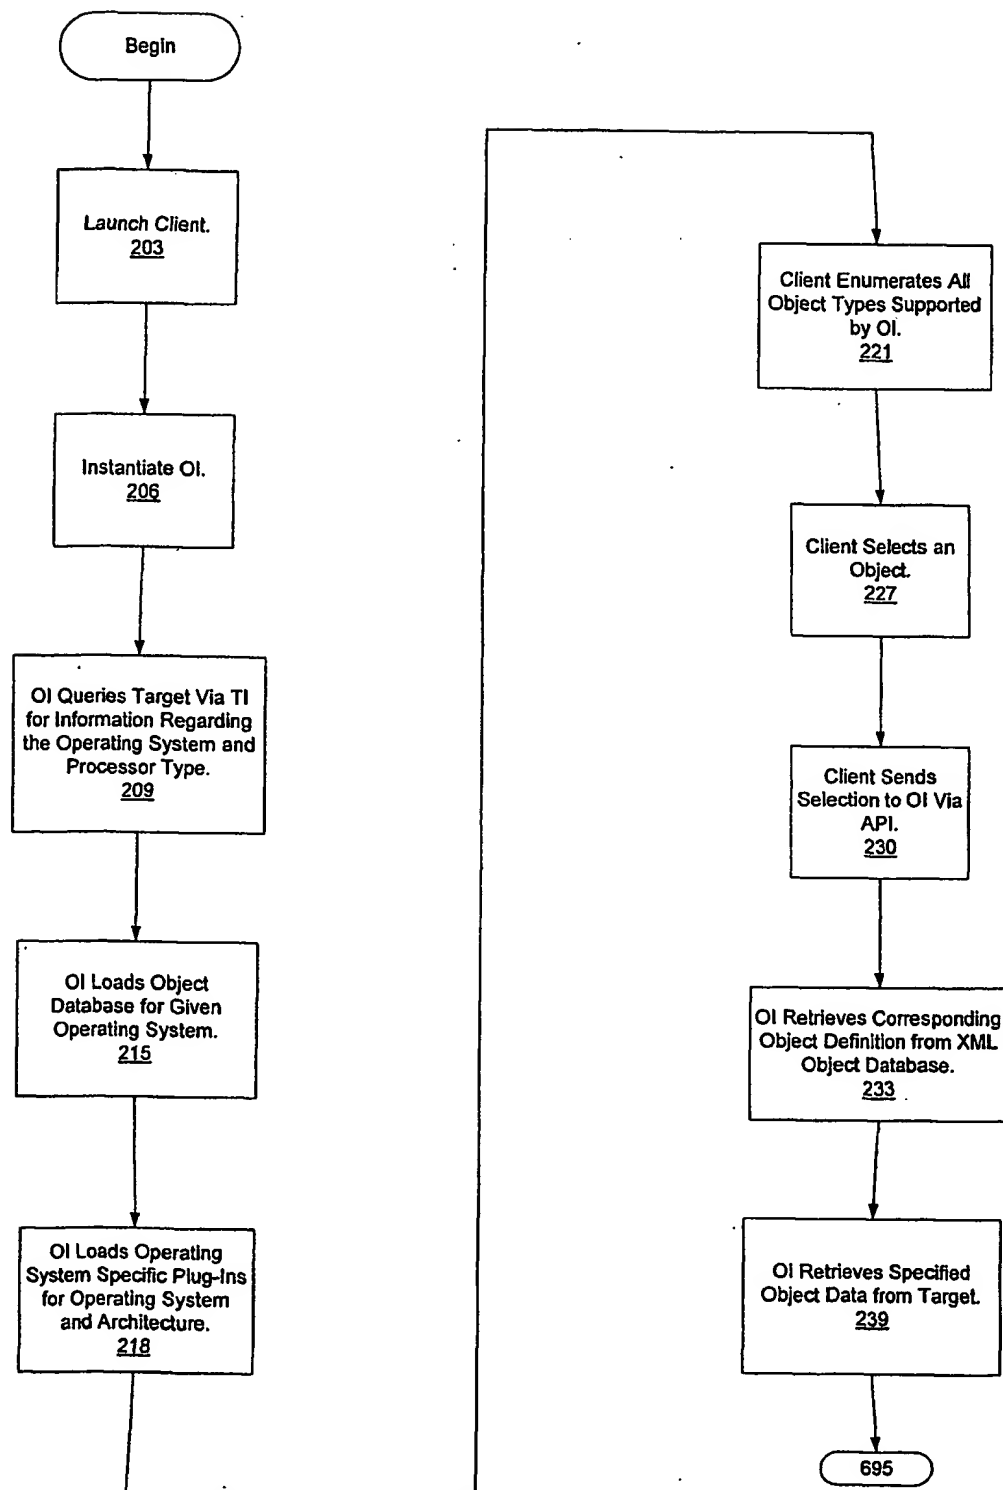 Begin
Launch Client.
203
Instantiate OI.
206
OI Queries Target Via TI
for Information Regarding
the Operating System and
Processor Type.
209
OI Loads Object
Database for Given
Operating System.
215
OI Loads Operating
System Specific Plug-Ins
for Operating System
and Architecture.
218
Client Enumerates All
Object Types Supported
by OI.
221
Client Selects an
Object.
227
Client Sends
Selection to OI Via
API.
230
OI Retrieves Corresponding
Object Definition from XML
Object Database.
233
OI Retrieves Specified
Object Data from Target.
239
695